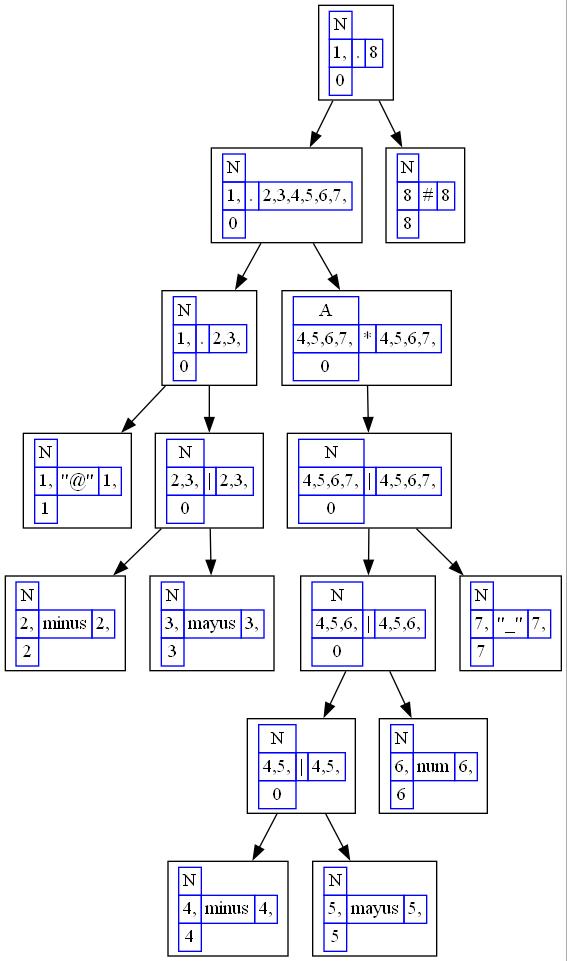 N
1, . 8
0
N
1, . 2,3,4,5,6,7,
0
N
8 # 8
8
N
1, . 2,3,
0
A
4,5,6,7, * 4,5,6,7,
0
N
1, "@" 1,
1
N
2,3, | 2,3,
0
N
4,5,6,7, | 4,5,6,7,
0
N
2, minus 2,
2
N
3, mayus 3,
3
N
4,5,6, | 4,5,6,
0
N
7, "_" 7,
7
N
4,5, | 4,5,
0
N
6, num 6,
6
N
4, minus 4,
4
N
5, mayus 5,
5